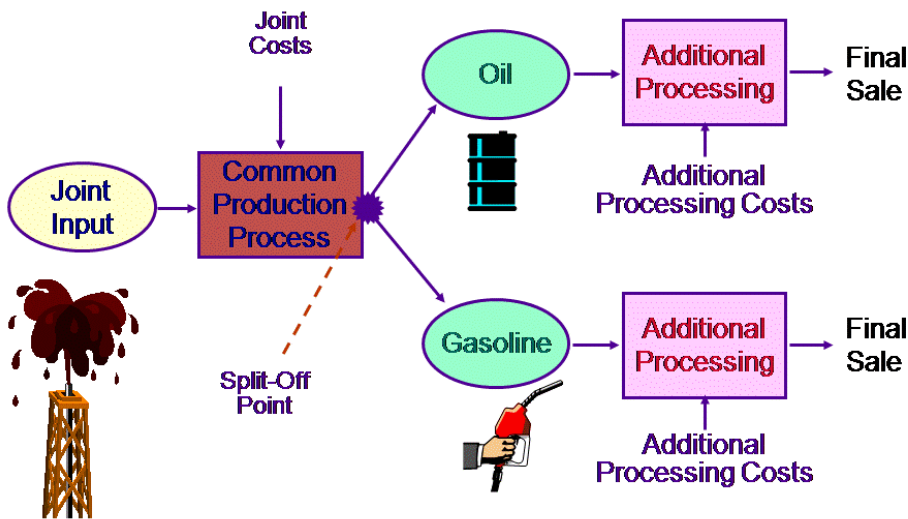 Joint
Costs
Oil
Additional
Processing
Final
Sale
Joint
Input
Common
Production
Process
Additional
Processing Costs
Split-Off
Point
Gasoline
Additional
Processing
Final
Sale
Additional
Processing Costs